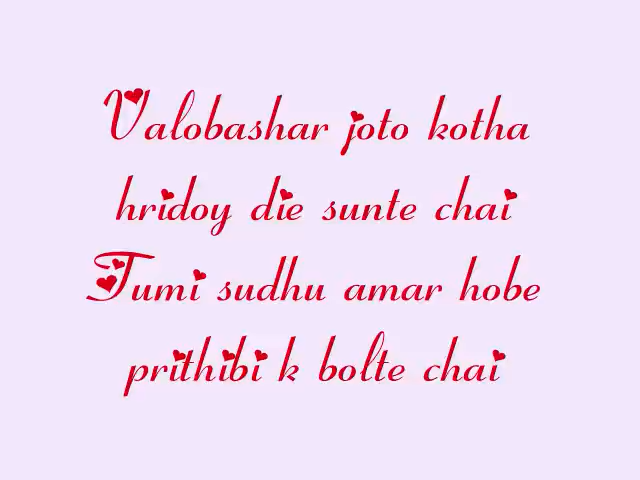 Valobashar joto kotha
hridoy die sunte chai
Tumi sudhu amar hobe
prithibi k bolte chai